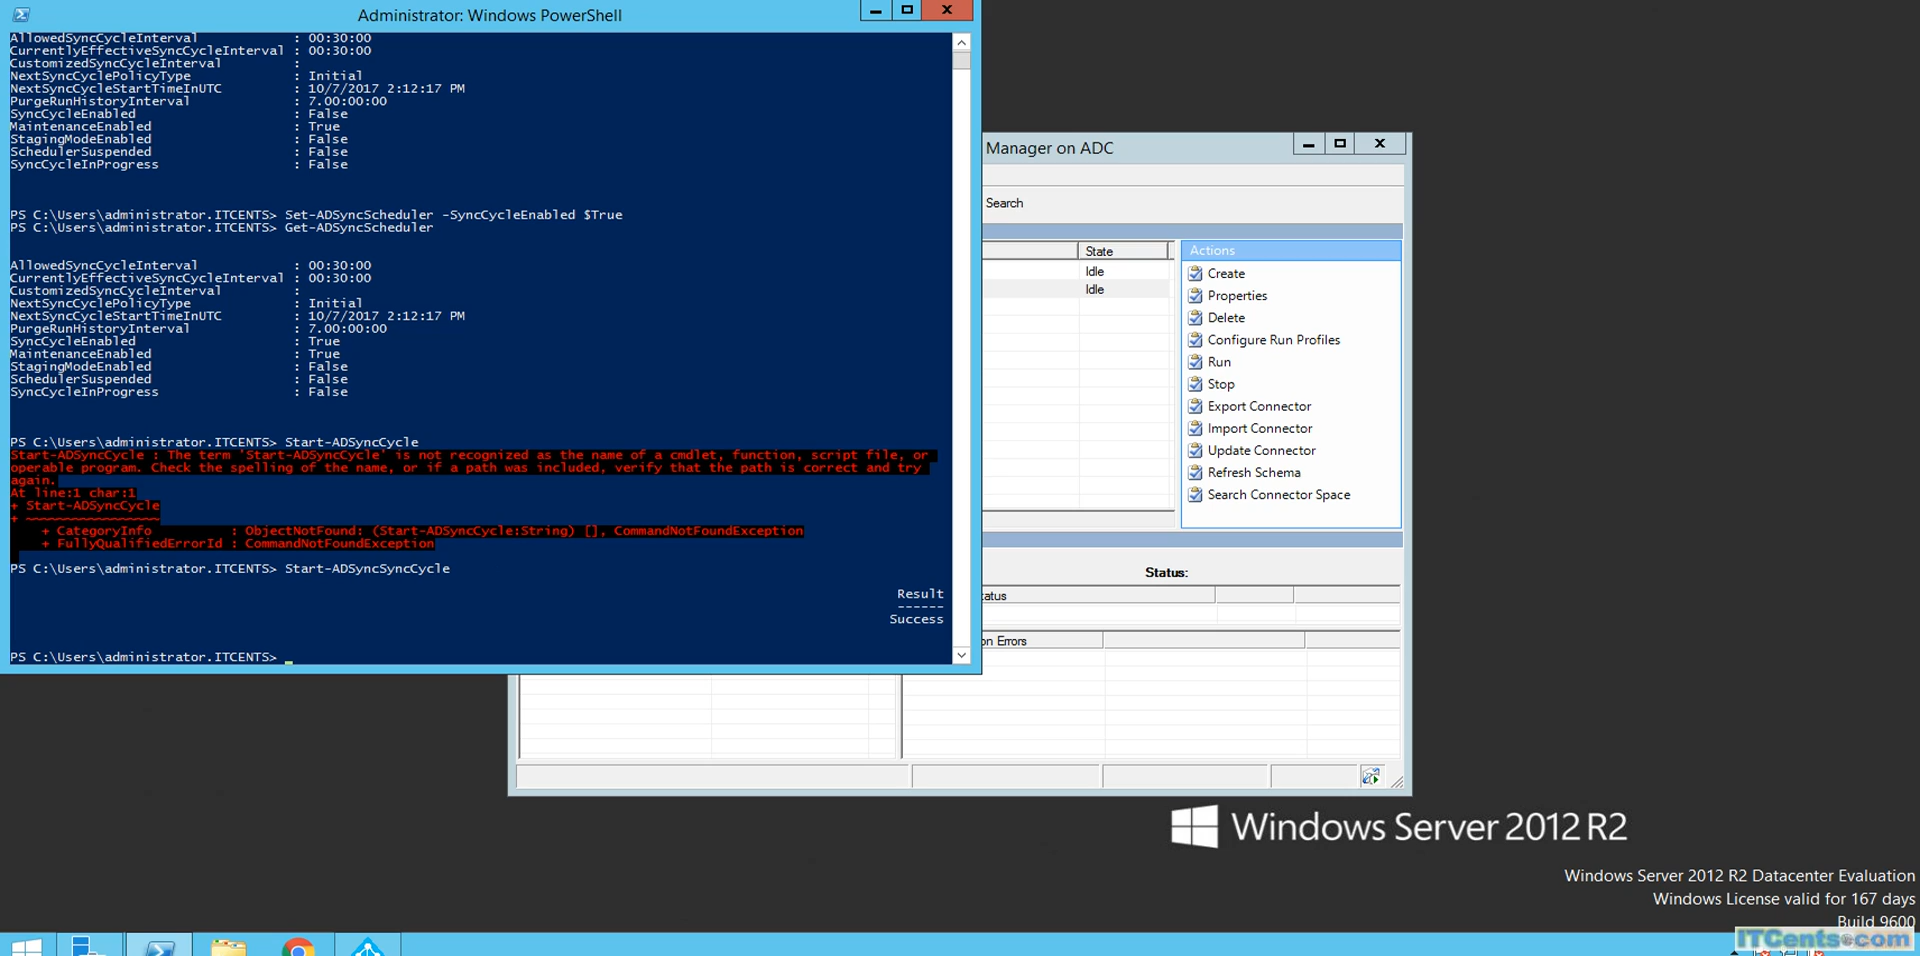 Administrator: Windows PowerShell
AllowedSyncCycleInterval : 00:30:00
CurrentlyEffectiveSyncCycleInterval : 00:30:00
CustomizedSyncCycleInterval :
NextSyncCyclePolicyType : Initial
NextSyncCycleStartTimeInUTC : 10/7/2017 2:12:17 PM
PurgeRunHistoryInterval : 7.00:00:00
SyncCycleEnabled : False
MaintenanceEnabled : True
StagingModeEnabled : False
SchedulerSuspended : False
SyncCycleInProgress : False
PS C:\Users\administrator.ITCENTS> Set-ADSyncScheduler -SyncCycleEnabled $True
PS C:\Users\administrator.ITCENTS> Get-ADSyncScheduler
AllowedSyncCycleInterval : 00:30:00
CurrentlyEffectiveSyncCycleInterval : 00:30:00
CustomizedSyncCycleInterval :
NextSyncCyclePolicyType : Initial
NextSyncCycleStartTimeInUTC : 10/7/2017 2:12:17 PM
PurgeRunHistoryInterval : 7.00:00:00
SyncCycleEnabled : True
MaintenanceEnabled : True
StagingModeEnabled : False
SchedulerSuspended : False
SyncCycleInProgress : False
PS C:\Users\administrator.ITCENTS> Start-ADSyncCycle
Start-ADSyncCycle : The term 'Start-ADSyncCycle' is not recognized as the name of a cmdlet, function, script file, or
operable program. Check the spelling of the name, or if a path was included, verify that the path is correct and try
again.
At line:1 char:1
+ Start-ADSyncCycle
+ ~~~~~~~~~~~~~~~~~
+ CategoryInfo : ObjectNotFound: (Start-ADSyncCycle:String) [], CommandNotFoundException
+ FullyQualifiedErrorId : CommandNotFoundException
PS C:\Users\administrator.ITCENTS> Start-ADSyncSyncCycle
Result
------
Success
PS C:\Users\administrator.ITCENTS>
Manager on ADC
Search
State
Idle
Idle
Actions
Create
Properties
Delete
Configure Run Profiles
Run
Stop
Export Connector
Import Connector
Update Connector
Refresh Schema
Search Connector Space
Status:
tatus
on Errors
Windows Server 2012 R2
Windows Server 2012 R2 Datacenter Evaluation
Windows License valid for 167 days
Build 9600
ITCents.com